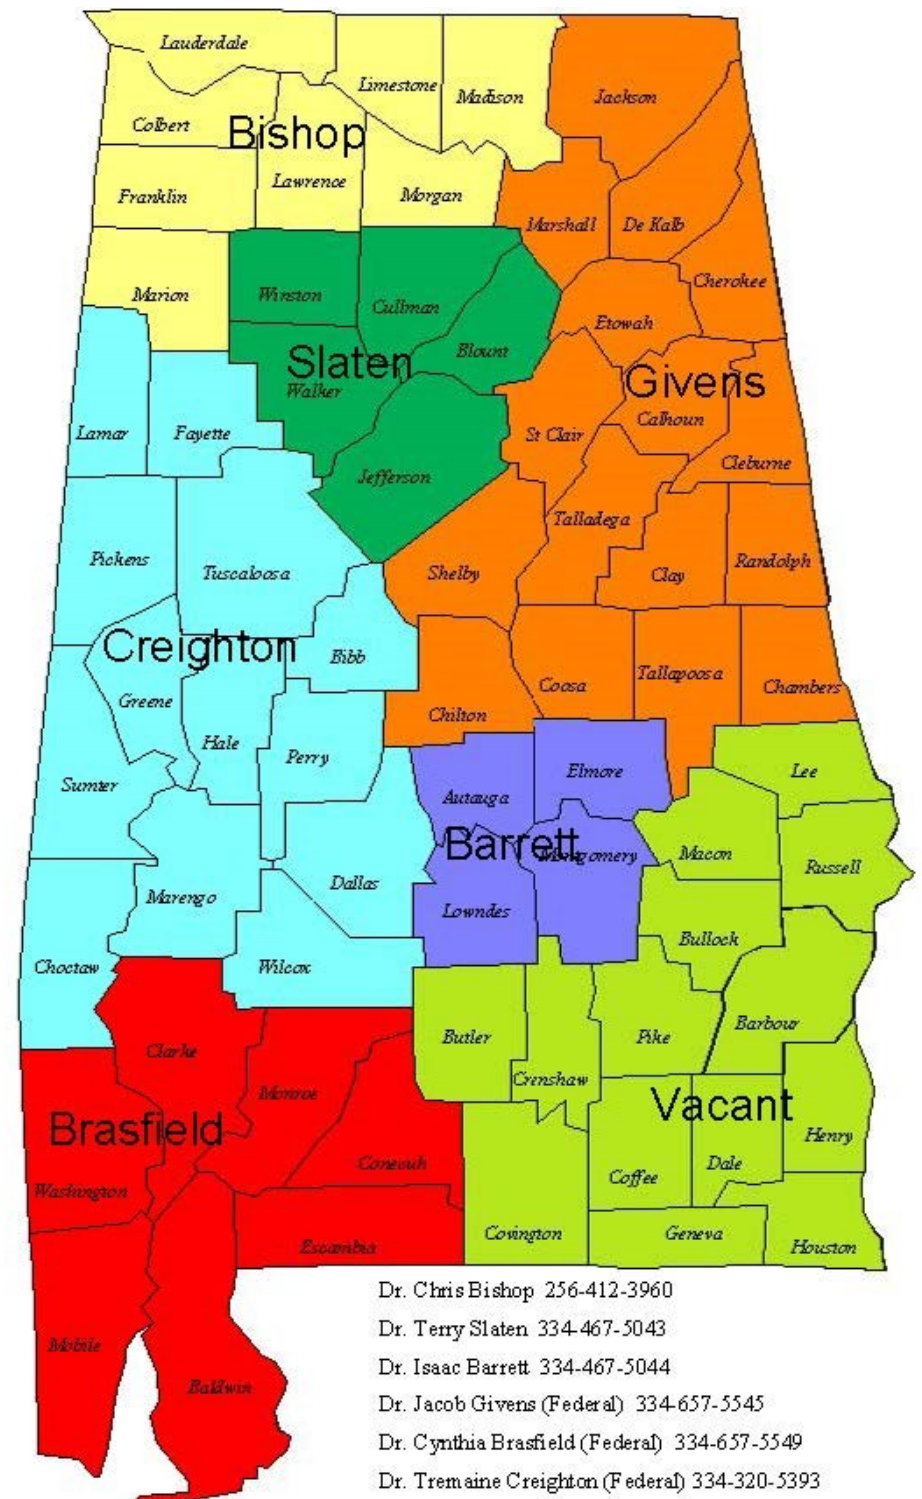 Lauderdale
Limestone
Madison
Jackson
Colbert
Bishop
Lawrence
Franklin
Morgan
Marshall
De Kalb
Cherokee
Marion
Winston
Cullman
Etowah
Blount
Slaten
Walker
Givens
Calhoun
Lamar
Fayette
St Clair
Cleburne
Jefferson
Talladega
Pickens
Tuscaloosa
Shelby
Clay
Randolph
Creighton
Bibb
Greene
Coosa
Tallapoosa
Chambers
Chilton
Hale
Perry
Sumter
Autauga
Elmore
Lee
Barrett
Montgomery
Macon
Russell
Marengo
Dallas
Lowndes
Bullock
Choctaw
Wilcox
Clarke
Butler
Pike
Barbour
Monroe
Crenshaw
Vacant
Brasfield
Henry
Washington
Conecuh
Coffee
Dale
Escambia
Covington
Geneva
Houston
Mobile
Baldwin
Dr. Chris Bishop 256-412-3960
Dr. Terry Slaten 334-467-5043
Dr. Isaac Barrett 334-467-5044
Dr. Jacob Givens (Federal) 334-657-5545
Dr. Cynthia Brasfield (Federal) 334-657-5549
Dr. Tremaine Creighton (Federal) 334-320-5393